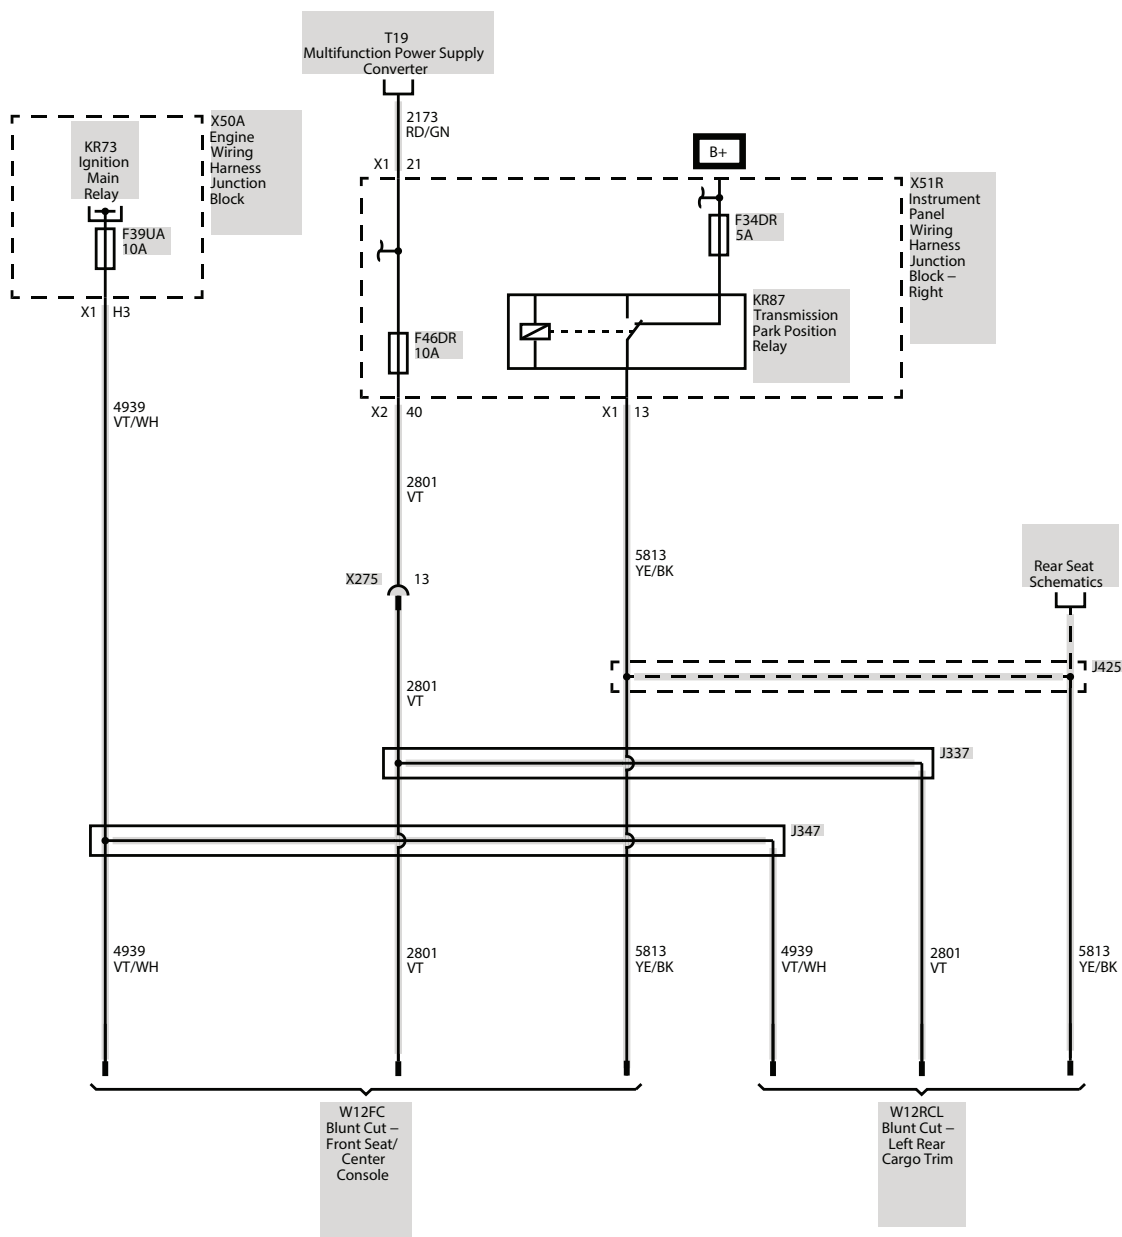 T19
Multifunction Power Supply
Converter
2173
RD/GN
X1 21
X50A
Engine
Wiring
Harness
Junction
Block
KR73
Ignition
Main
Relay
F39UA
10A
X1 H3
B+
X51R
Instrument
Panel
Wiring
Harness
Junction
Block –
Right
F34DR
5A
KR87
Transmission
Park Position
Relay
F46DR
10A
X2 40
X1 13
4939
VT/WH
2801
VT
5813
YE/BK
X275 13
Rear Seat
Schematics
J425
2801
VT
J337
J347
4939
VT/WH
2801
VT
5813
YE/BK
4939
VT/WH
2801
VT
5813
YE/BK
W12FC
Blunt Cut –
Front Seat/
Center
Console
W12RCL
Blunt Cut –
Left Rear
Cargo Trim